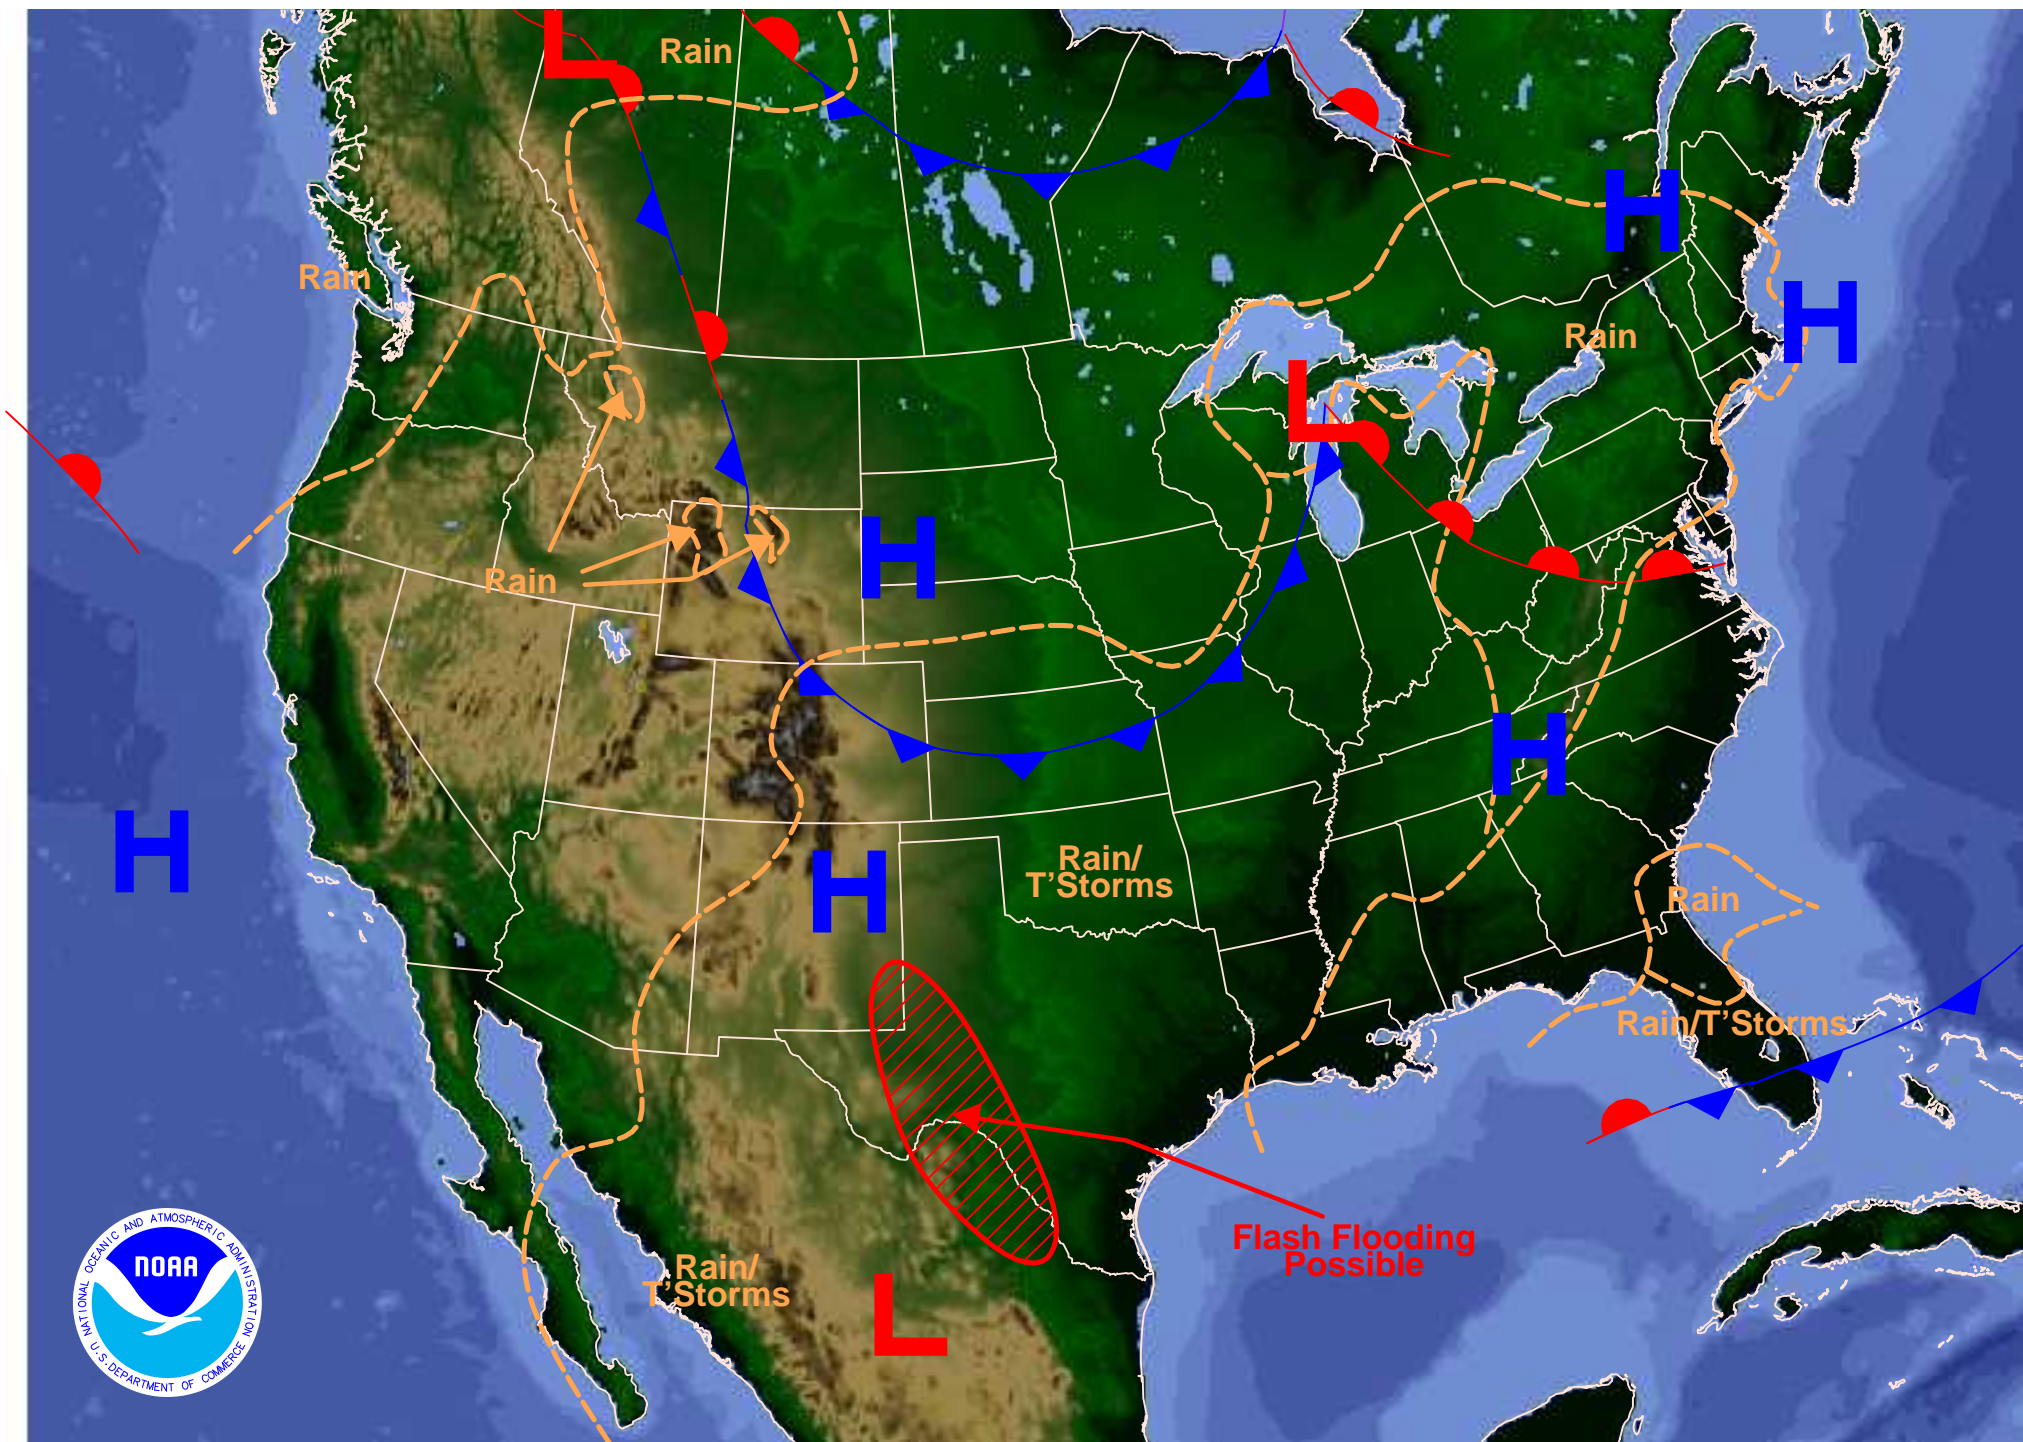 L
Rain
H
Rain
H
Rain
L
H
Rain
H
H
H
Rain/
T'Storms
Rain
Rain/T'Storms
Flash Flooding
Possible
Rain/
T'Storms
L
NATIONAL OCEANIC AND ATMOSPHERIC ADMINISTRATION
NOAA
U.S. DEPARTMENT OF COMMERCE
H